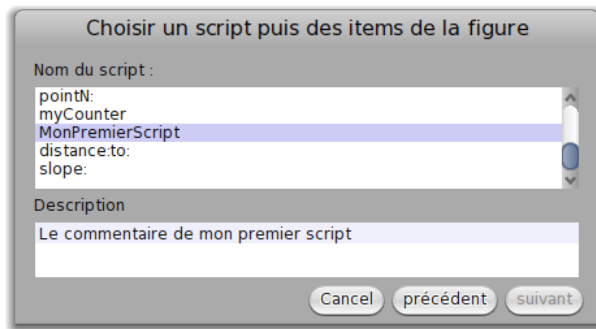 Choisir un script puis des items de la figure
Nom du script :
pointN:
myCounter
MonPremierScript
distance:to:
slope:
Description
Le commentaire de mon premier script
Cancel précédent suivant